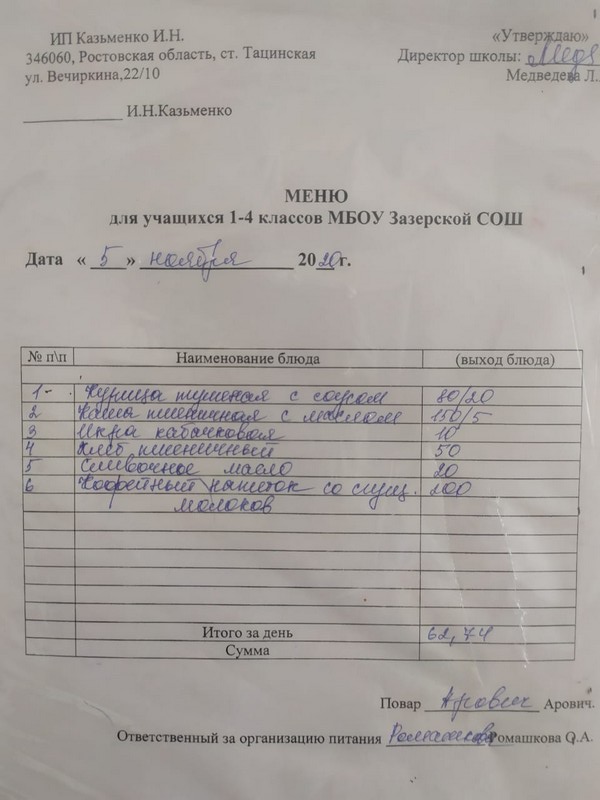 ИП Казьменко И.Н.
346060, Ростовская область, ст. Тацинская
ул. Вечиркина,22/10
И.Н.Казьменко
«Утверждаю»
Директор школы:
Медведева Л.
МЕНЮ
для учащихся 1-4 классов МБОУ Зазерской СОШ
Дата « 5 » ноября 2020г.
№ п\п Наименование блюда (выход блюда)
1 Курица тушеная с соусом 80/20
2 Каша пшеничная с маслом 150/5
3 Икра кабачковая 10
4 Хлеб пшеничный 50
5 Сливочное масло 20
6 Кофейный напиток со сгущ. 200
молоков
Итого за день 62,74
Сумма
Повар Арович Арович.
Ответственный за организацию питания Ромашкова О.А.